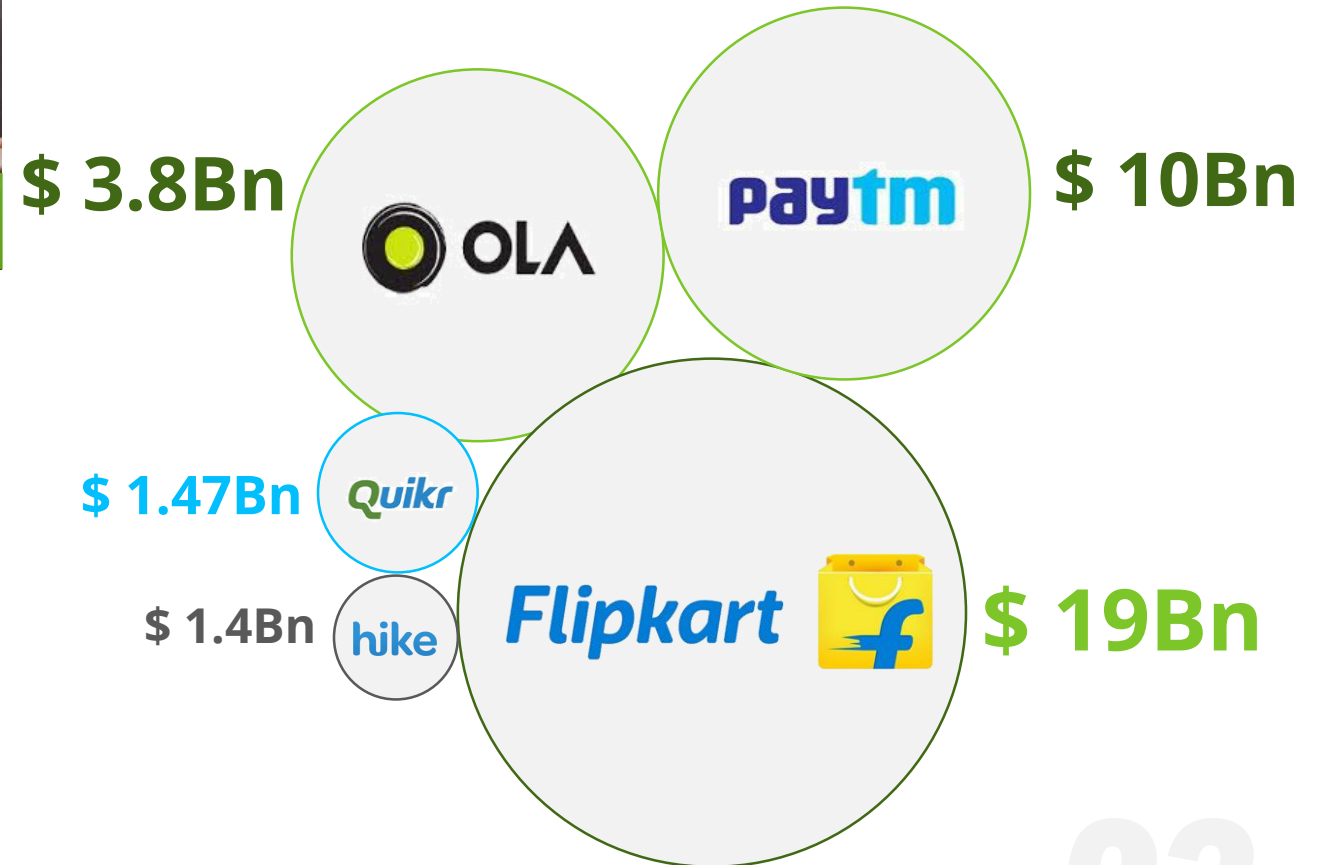 $ 3.8Bn
OLA
paytm
$ 10Bn
$ 1.47Bn
Quikr
$ 1.4Bn
hike
Flipkart
f
$ 19Bn